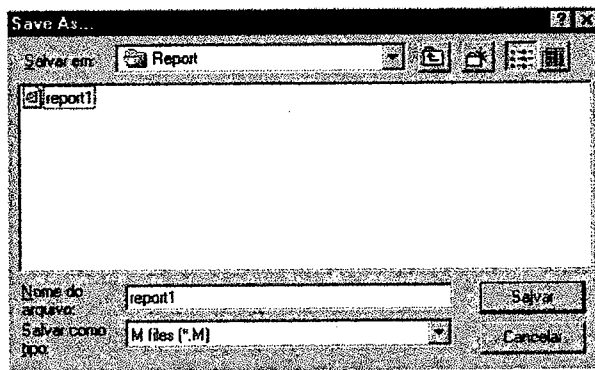 Save As...
Salvar em: Report
report1
Nome do arquivo: report1 Salvar
Salvar como tipo: M files (*.M) Cancelar